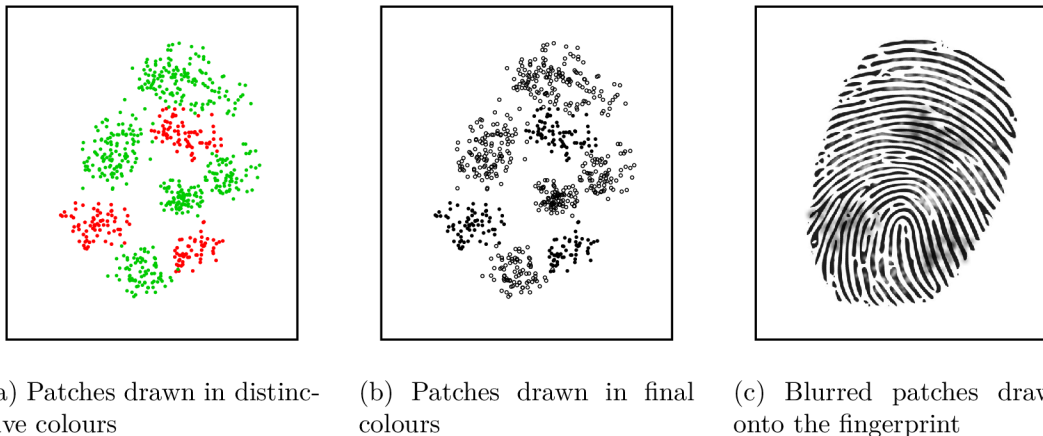 a) Patches drawn in distinc-
ve colours
(b) Patches drawn in final
colours
(c) Blurred patches draw
onto the fingerprint